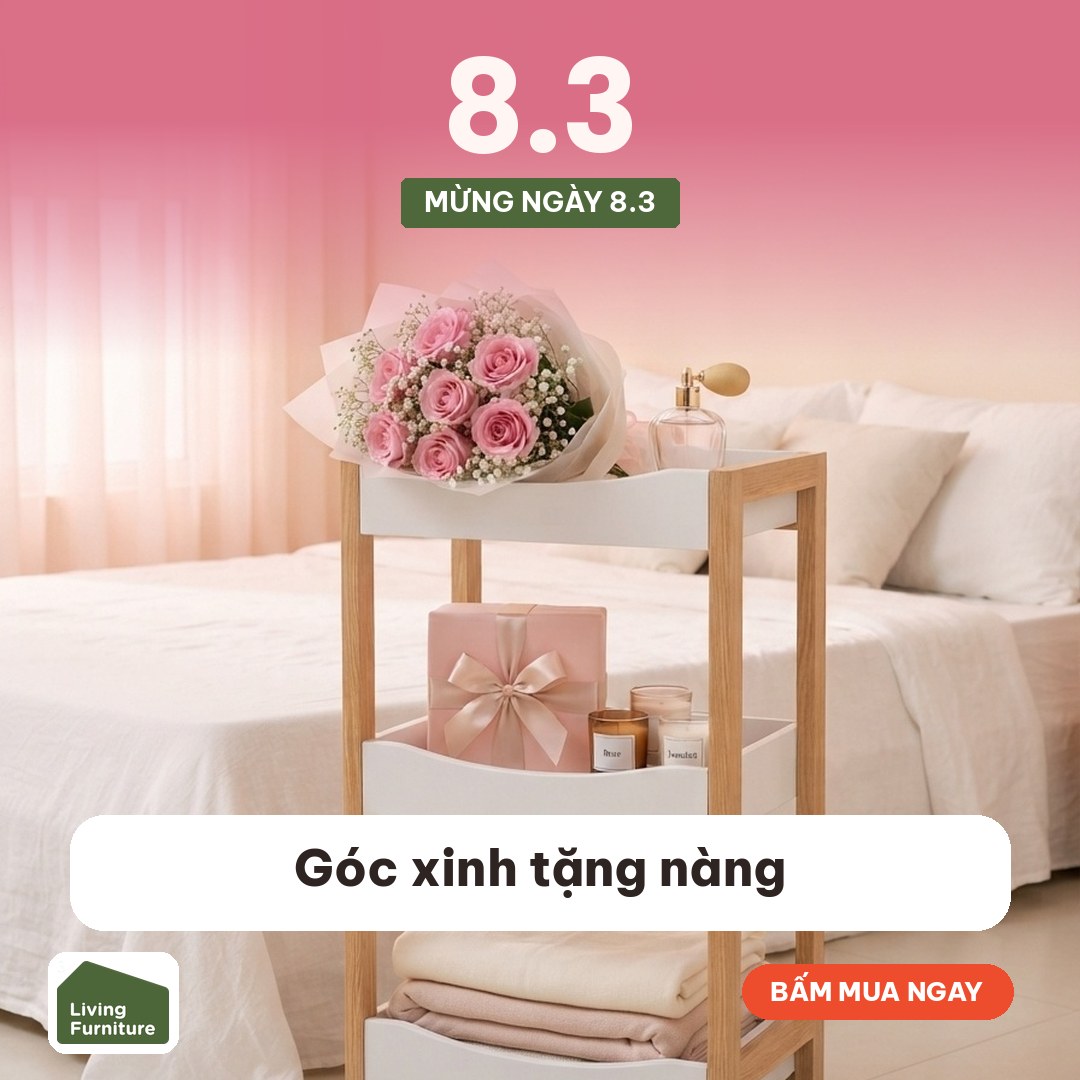 8.3
MỪNG NGÀY 8.3
Góc xinh tặng nàng
Living
Furniture
BẤM MUA NGAY